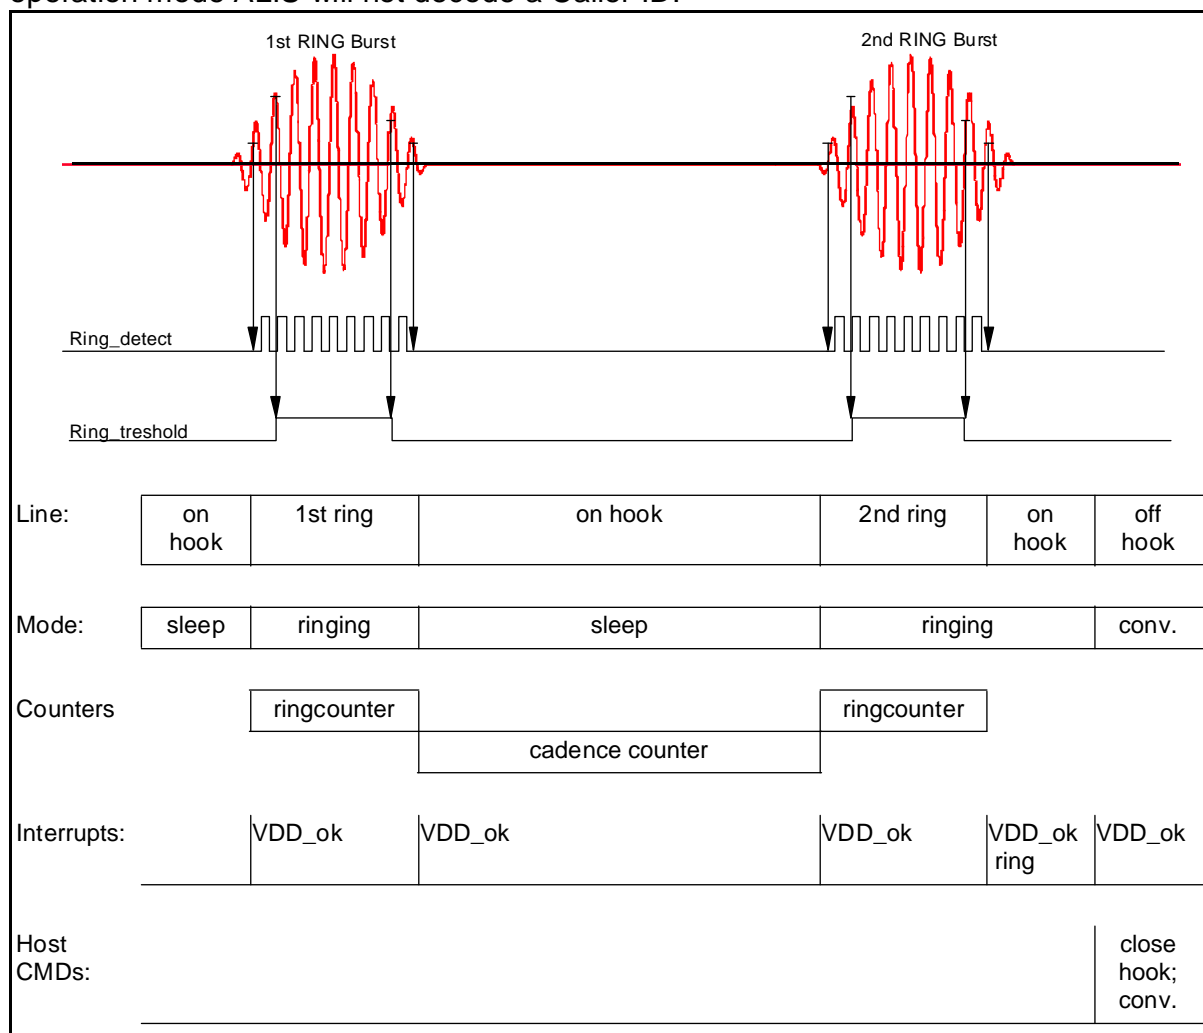 operation mode ALIS will not decode a Caller ID.
1st RING Burst
2nd RING Burst
Ring_detect
Ring_treshold
Line:
on
hook
1st ring
on hook
2nd ring
on
hook
off
hook
Mode:
sleep
ringing
sleep
ringing
conv.
Counters
ringcounter
ringcounter
cadence counter
Interrupts:
VDD_ok
VDD_ok
VDD_ok
VDD_ok
ring
VDD_ok
Host
CMDs:
close
hook;
conv.